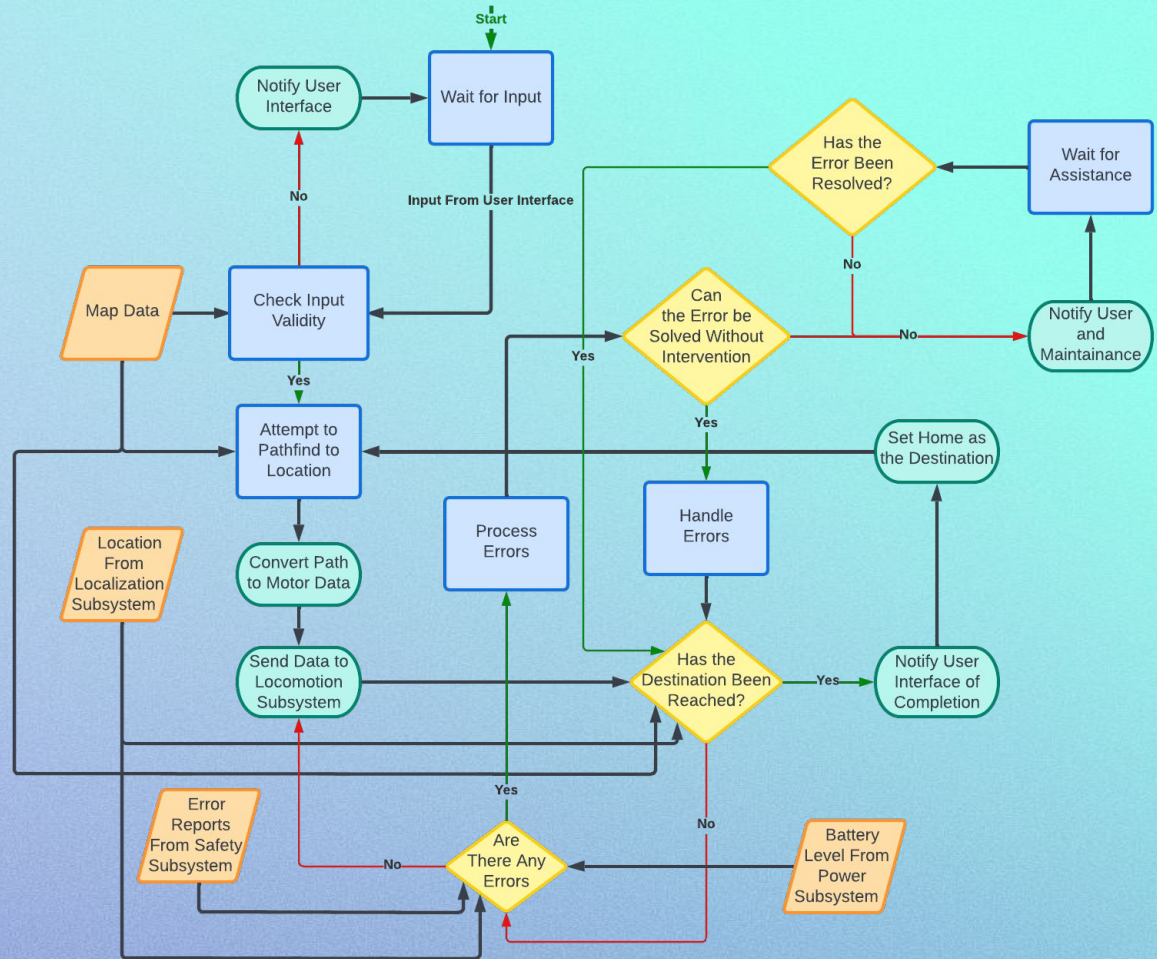 Start
Notify User
Interface
Wait for Input
Has the
Error Been
Resolved?
Wait for
Assistance
No
Input From User Interface
Map Data
Check Input
Validity
No
Can
the Error be
Solved Without
Intervention
No
Notify User
and
Maintainance
Yes
Yes
Attempt to
Pathfind to
Location
Yes
Set Home as
the Destination
Process
Errors
Handle
Errors
Location
From
Localization
Subsystem
Convert Path
to Motor Data
Send Data to
Locomotion
Subsystem
Has the
Destination Been
Reached?
Yes
Notify User
Interface of
Completion
Yes
No
Error
Reports
From Safety
Subsystem
No
Are
There Any
Errors
Battery
Level From
Power
Subsystem